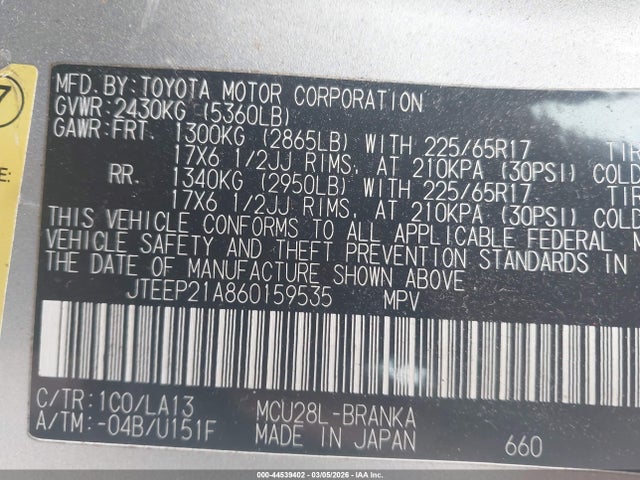 MFD.BY:TOYOTA MOTOR CORPORATION
GVWR:2430KG (5360LB)
GAWR:FRT. 1300KG (2865LB) WITH 225/65R17 TIR
17X6 1/2JJ RIMS, AT 210KPA (30PSI) COLD
RR. 1340KG (2950LB) WITH 225/65R17 TIR
17X6 1/2JJ RIMS, AT 210KPA (30PSI) COLD
THIS VEHICLE CONFORMS TO ALL APPLICABLE FEDERAL
VEHICLE SAFETY AND THEFT PREVENTION STANDARDS IN
THE DATE OF MANUFACTURE SHOWN ABOVE
JTEEP21A860159535 MPV
C/TR:1C0/LA13 MCU28L-BRANKA
A/TM:-04B/U151F MADE IN JAPAN 660
E:
000-44539402 - 03/05/2026 - COPYRIGHT IAA, LLC.